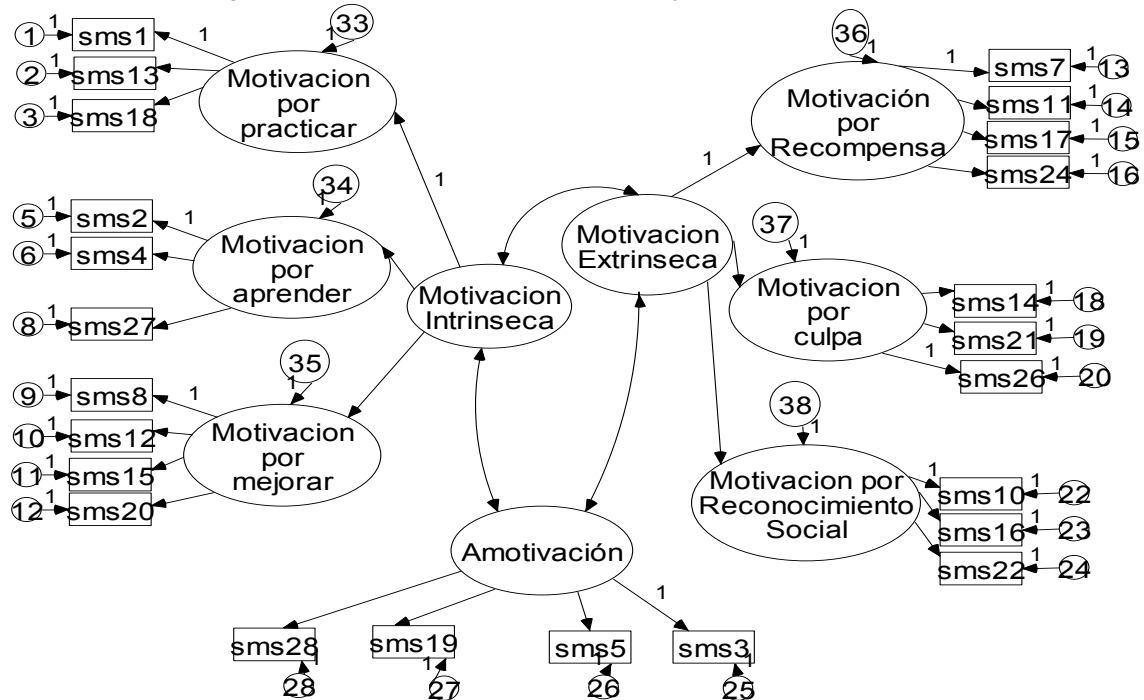 33
1
1
sms1
1
1
2
1
sms13
3
1
sms18
Motivacion
por
practicar
36
1
1
sms7
1
13
sms11
1
14
sms17
1
15
sms24
1
16
Motivación
por
Recompensa
1
34
1
5
1
sms2
1
6
1
sms4
8
1
sms27
Motivacion
por
aprender
1
Motivacion
Intrinseca
Motivacion
Extrinseca
37
1
Motivacion
por
culpa
sms14
1
18
sms21
1
19
1
sms26
1
20
35
1
9
1
sms8
1
10
1
sms12
11
1
sms15
12
1
sms20
Motivacion
por
mejorar
38
1
Motivacion por
Reconocimiento
Social
1
sms10
1
22
sms16
1
23
sms22
1
24
Amotivación
1
sms28
1
28
sms19
1
27
sms5
1
26
sms3
1
25